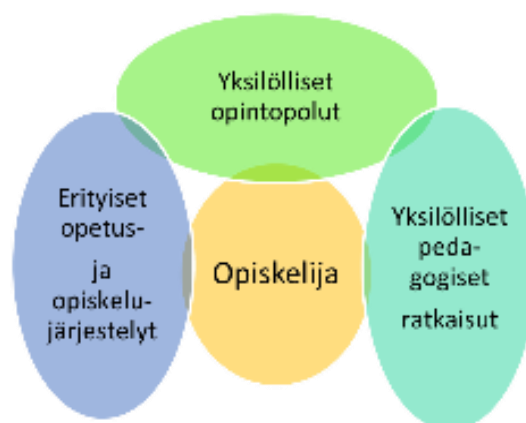 Yksilölliset
opintopolut
Erityiset
opetus-
ja
opiskelu-
järjestelyt
Opiskelija
Yksilölliset
peda-
gogiset
ratkaisut